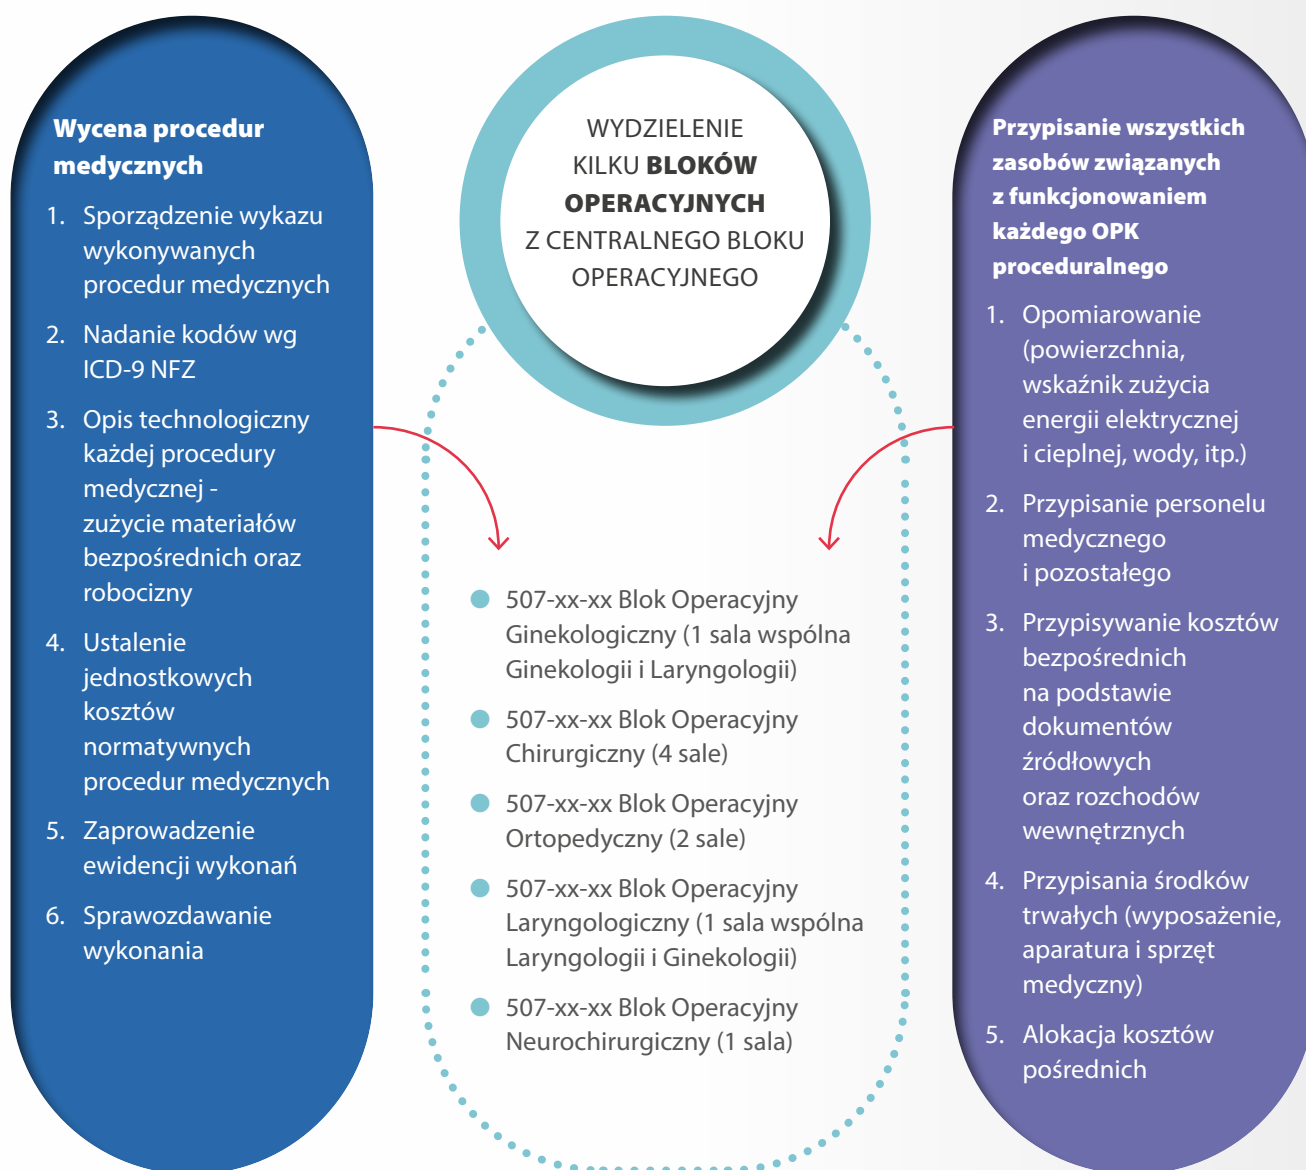 Wycena procedur
medycznych
1. Sporządzenie wykazu
wykonywanych
procedur medycznych
2. Nadanie kodów wg
ICD-9 NFZ
3. Opis technologiczny
każdej procedury
medycznej -
zużycie materiałów
bezpośrednich oraz
robocizny
4. Ustalenie
jednostkowych
kosztów
normatywnych
procedur medycznych
5. Zaprowadzenie
ewidencji wykonań
6. Sprawozdawanie
wykonania
WYDZIELENIE
KILKU BLOKÓW
OPERACYJNYCH
Z CENTRALNEGO BLOKU
OPERACYJNEGO
507-xx-xx Blok Operacyjny
Ginekologiczny (1 sala wspólna
Ginekologii i Laryngologii)
507-xx-xx Blok Operacyjny
Chirurgiczny (4 sale)
507-xx-xx Blok Operacyjny
Ortopedyczny (2 sale)
507-xx-xx Blok Operacyjny
Laryngologiczny (1 sala wspólna
Laryngologii i Ginekologii)
507-xx-xx Blok Operacyjny
Neurochirurgiczny (1 sala)
Przypisanie wszystkich
zasobów związanych
z funkcjonowaniem
każdego OPK
proceduralnego
1. Opomiarowanie
(powierzchnia,
wskaźnik zużycia
energii elektrycznej
i cieplnej, wody, itp.)
2. Przypisanie personelu
medycznego
i pozostałego
3. Przypisywanie kosztów
bezpośrednich
na podstawie
dokumentów
źródłowych
oraz rozchodów
wewnętrznych
4. Przypisania środków
trwałych (wyposażenie,
aparatura i sprzęt
medyczny)
5. Alokacja kosztów
pośrednich